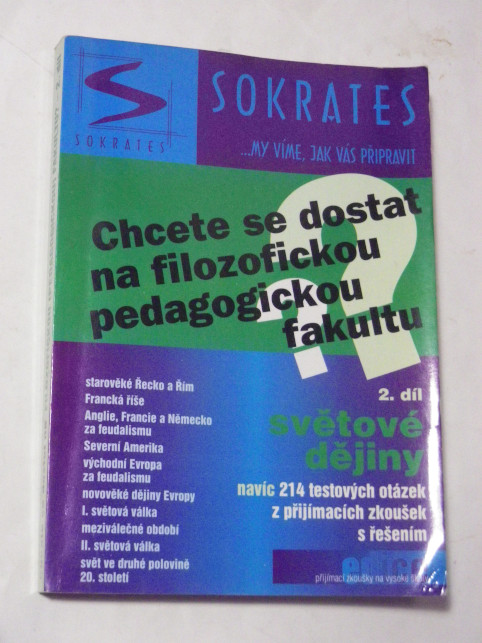 SOKRATES
SOKRATES
...MY VÍME, JAK VÁS PŘIPRAVIT
Chcete se dostat
na filozofickou
pedagogickou
fakultu
??
starověké Řecko a Řím
Francká říše
Anglie, Francie a Německo
za feudalismu
Severní Amerika
východní Evropa
za feudalismu
novověké dějiny Evropy
I. světová válka
meziválečné období
II. světová válka
svět ve druhé polovině
20. století
2. díl
světové
dějiny
navíc 214 testových otázek
z přijímacích zkoušek
s řešením
přijímací zkoušky na vysoké školy